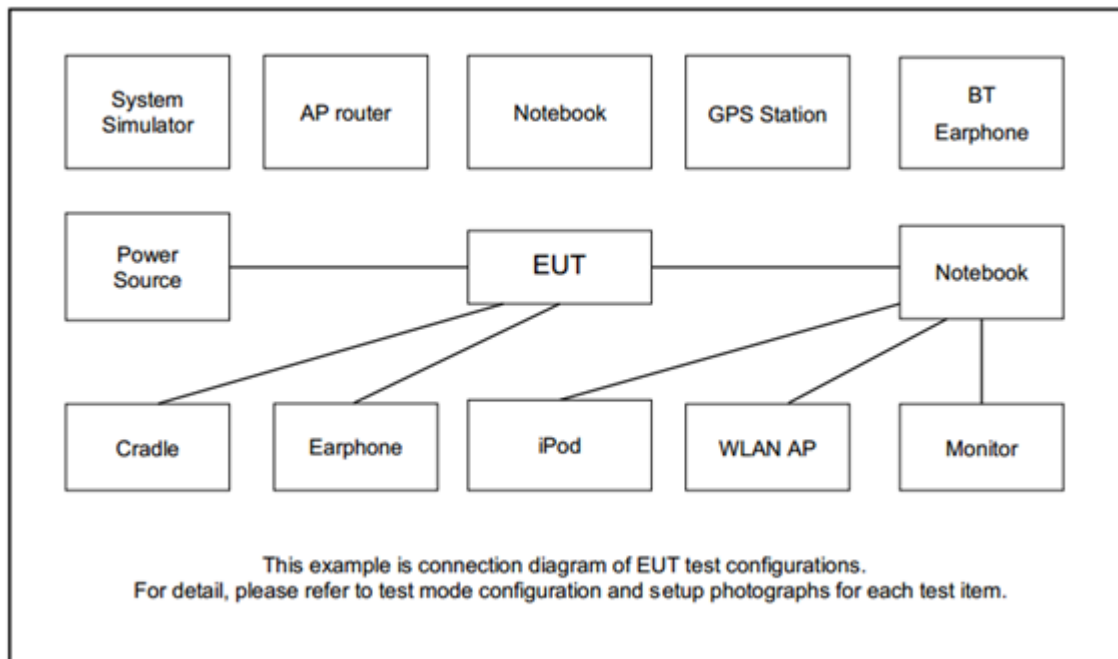 System
Simulator
AP router
Notebook
GPS Station
BT
Earphone
Power
Source
EUT
Notebook
Cradle
Earphone
iPod
WLAN AP
Monitor
This example is connection diagram of EUT test configurations.
For detail, please refer to test mode configuration and setup photographs for each test item.